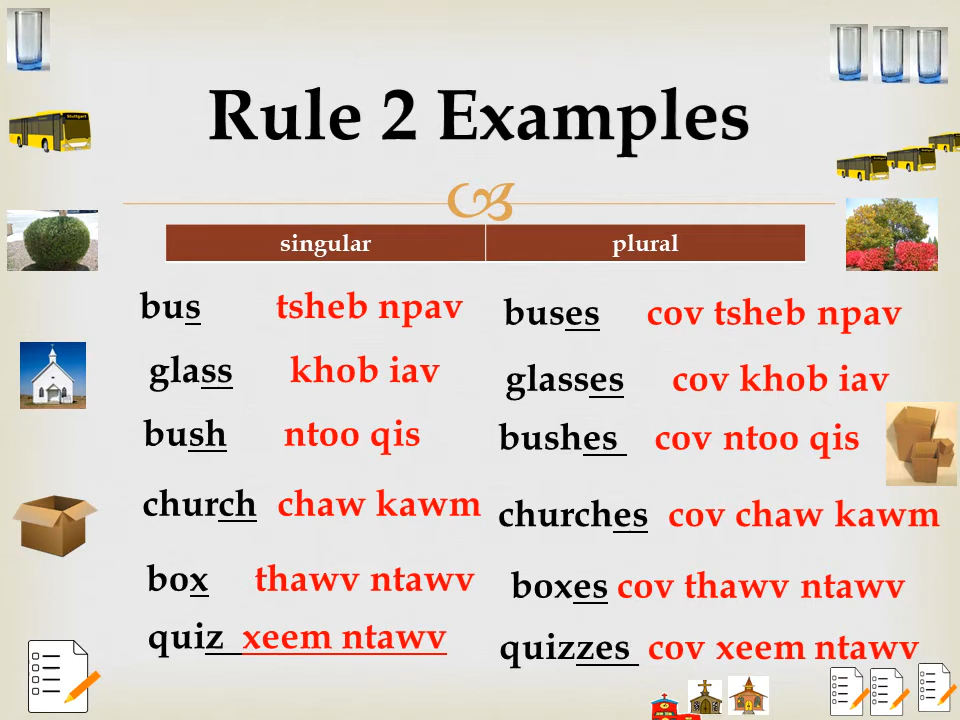 Rule 2 Examples
singular plural
bus tsheb npav buses cov tsheb npav
glass khob iav glasses cov khob iav
bush ntoo qis bushes cov ntoo qis
church chaw kawm churches cov chaw kawm
box thawv ntawv boxes cov thawv ntawv
quiz xeem ntawv quizzes cov xeem ntawv